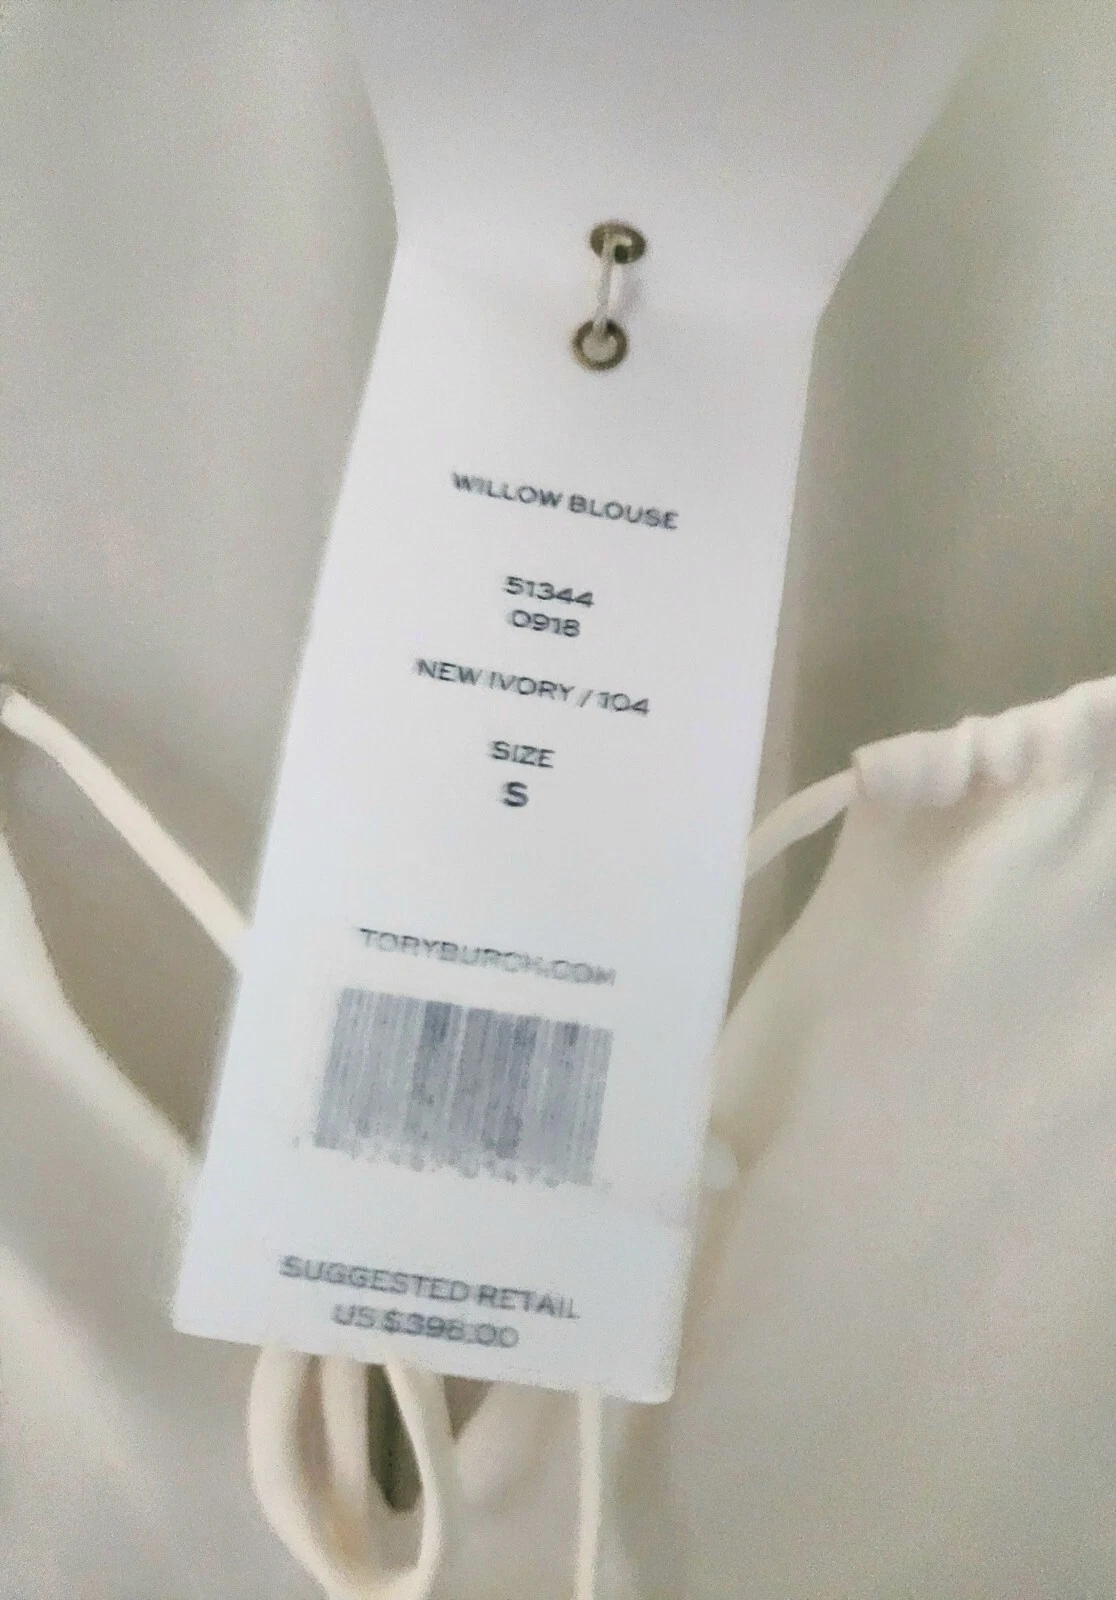 WILLOW BLOUSE
51344
0918
NEW IVORY / 104
SIZE
S
TORYBURCH.COM
SUGGESTED RETAIL
US $398.00